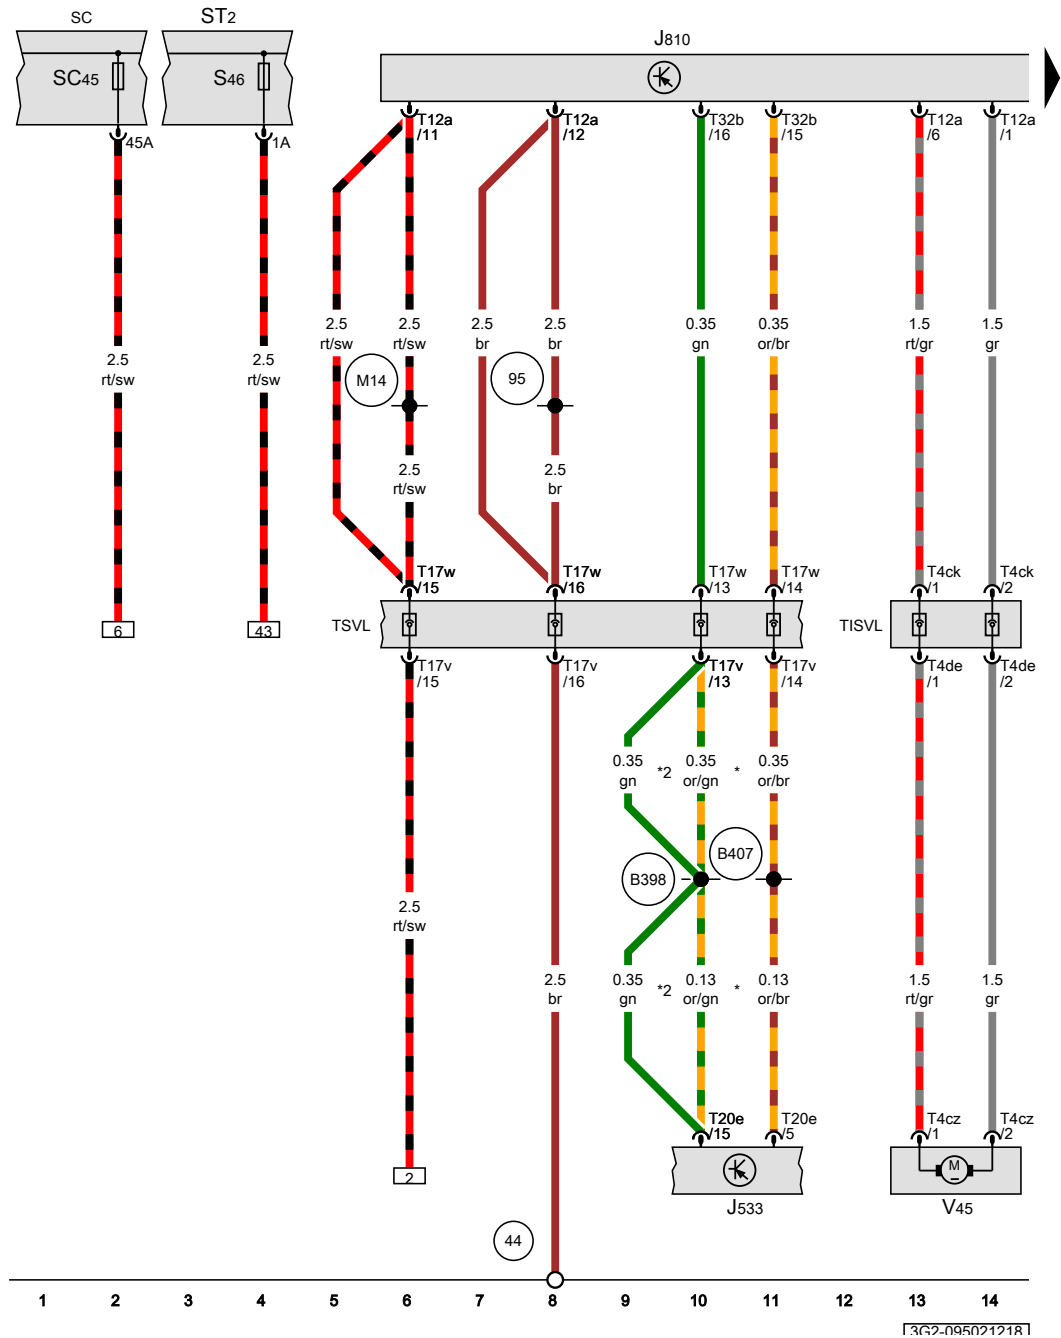 SC
ST2
J810
SC45
S46
45A
1A
T12a
/11
T12a
/12
T32b
/16
T32b
/15
T12a
/6
T12a
/1
2.5
rt/sw
2.5
rt/sw
2.5
br
2.5
br
0.35
gn
0.35
or/br
1.5
rt/gr
1.5
gr
2.5
rt/sw
2.5
rt/sw
M14
95
2.5
rt/sw
2.5
br
T17w
/15
T17w
/16
T17w
/13
T17w
/14
T4ck
/1
T4ck
/2
6
43
TSVL
TISVL
T17v
/15
T17v
/16
T17v
/13
T17v
/14
T4de
/1
T4de
/2
0.35
gn
*2
0.35
or/gn
*
0.35
or/br
B407
B398
2.5
rt/sw
2.5
br
0.35
gn
*2
0.13
or/gn
*
0.13
or/br
1.5
rt/gr
1.5
gr
T20e
/15
T20e
/5
T4cz
/1
T4cz
/2
M
2
J533
V45
44
1 2 3 4 5 6 7 8 9 10 11 12 13 14
3G2-095021218